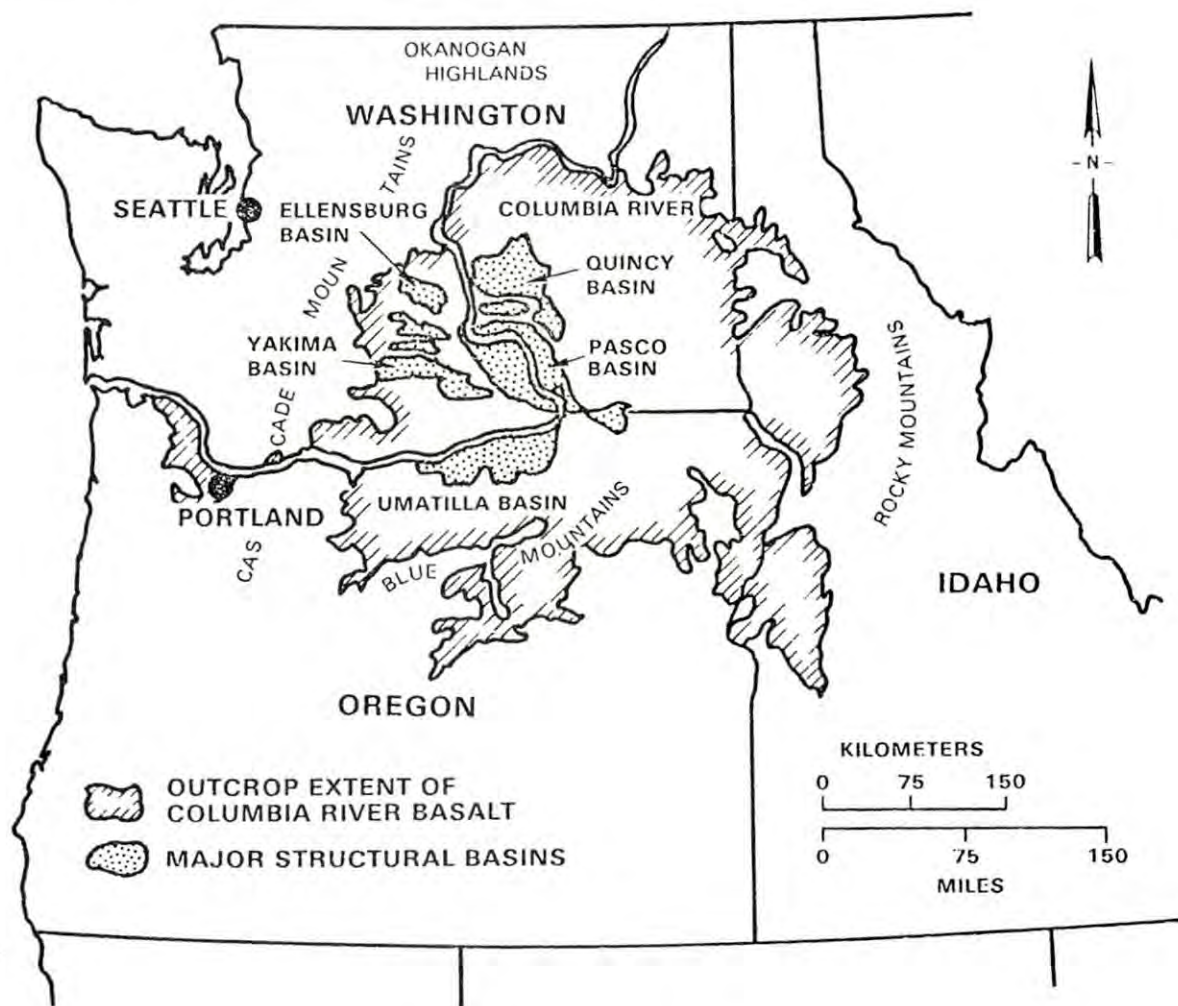 OKANOGAN
HIGHLANDS
WASHINGTON
SEATTLE
ELLENSBURG
BASIN
COLUMBIA RIVER
QUINCY
BASIN
YAKIMA
BASIN
PASCO
BASIN
CAS CADE MOUN TAINS
ROCKY MOUNTAINS
PORTLAND
UMATILLA BASIN
BLUE MOUNTAINS
IDAHO
OREGON
- N -
OUTCROP EXTENT OF
COLUMBIA RIVER BASALT
MAJOR STRUCTURAL BASINS
KILOMETERS
0 75 150
0 75 150
MILES